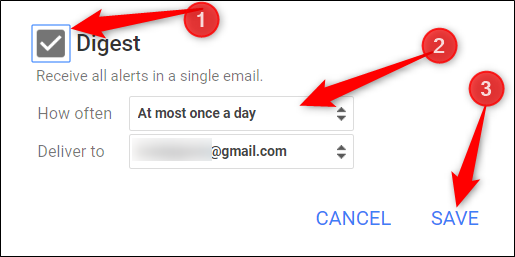 1
Digest
2
Receive all alerts in a single email.
3
How often At most once a day
Deliver to @gmail.com
CANCEL SAVE